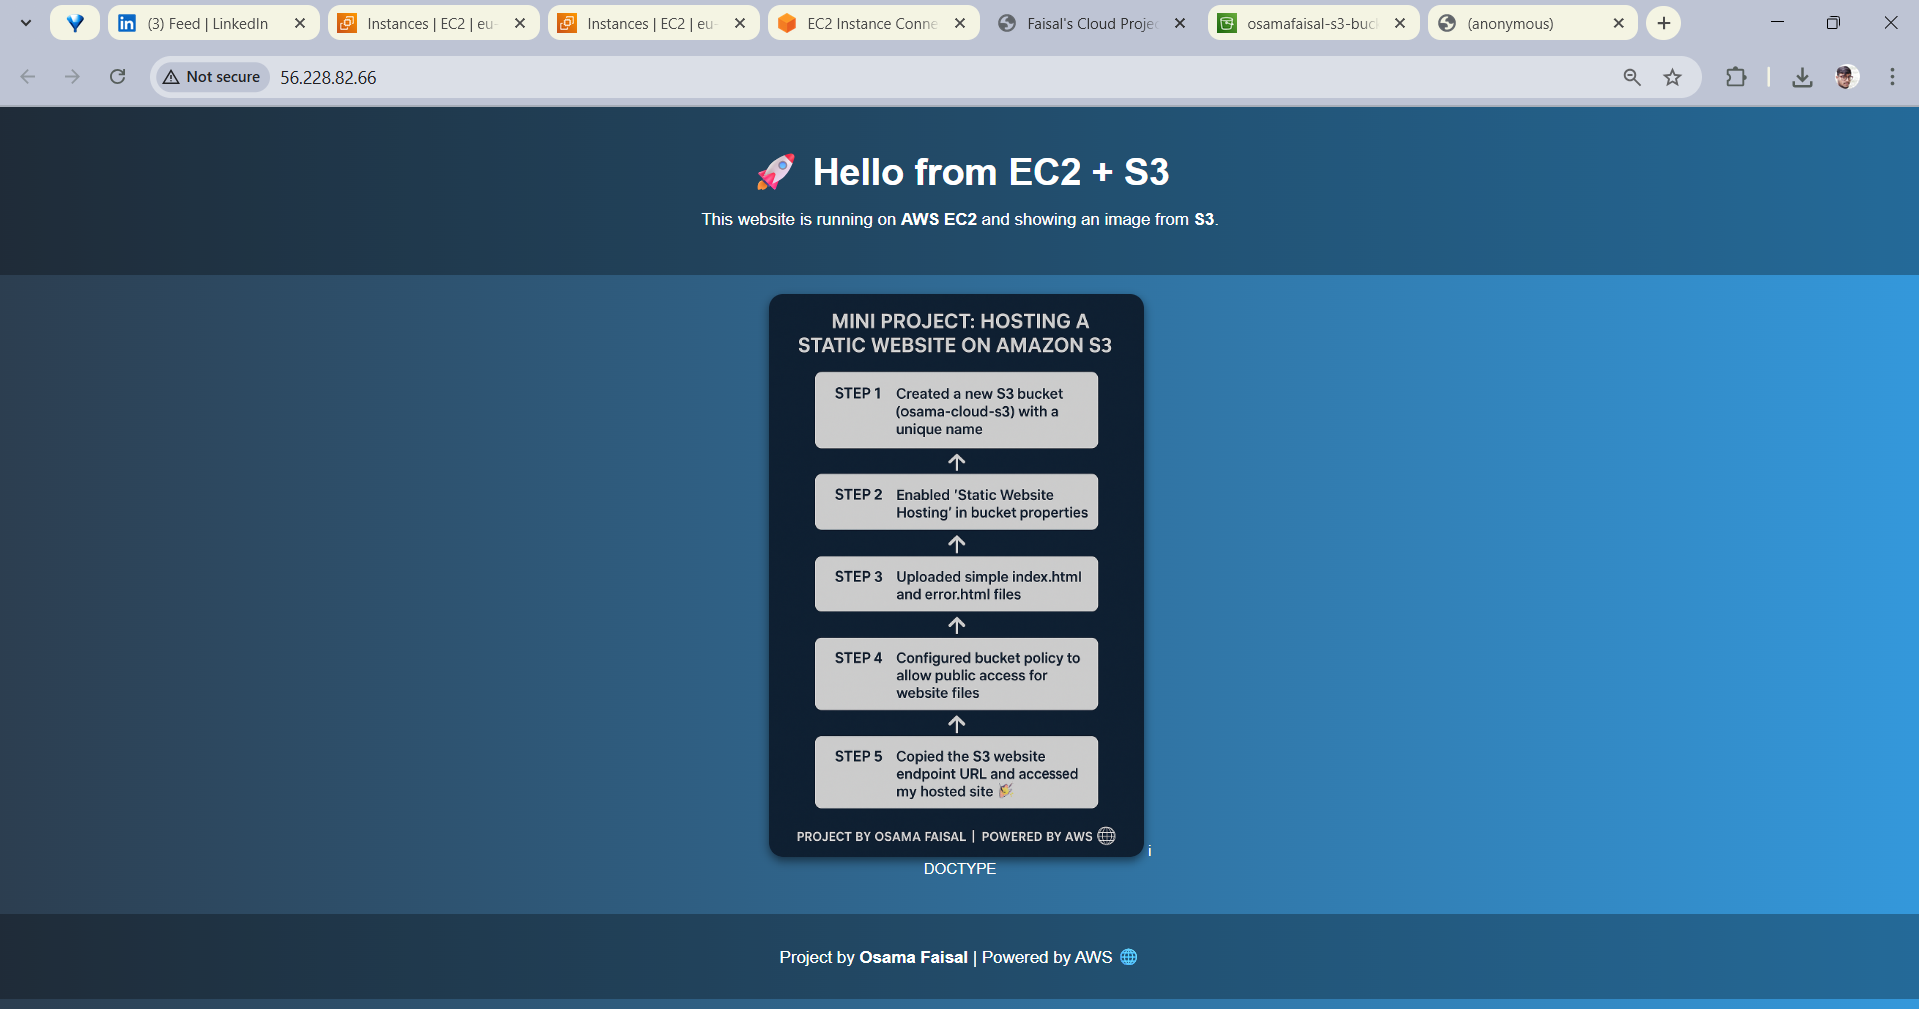 (3) Feed | LinkedIn
Instances | EC2 | eu-
Instances | EC2 | eu-
EC2 Instance Conne
Faisal's Cloud Projec
osamafaisal-s3-buck
(anonymous)
Not secure
56.228.82.66
🚀 Hello from EC2 + S3
This website is running on AWS EC2 and showing an image from S3.
MINI PROJECT: HOSTING A
STATIC WEBSITE ON AMAZON S3
STEP 1 Created a new S3 bucket
(osama-cloud-s3) with a
unique name
STEP 2 Enabled 'Static Website
Hosting' in bucket properties
STEP 3 Uploaded simple index.html
and error.html files
STEP 4 Configured bucket policy to
allow public access for
website files
STEP 5 Copied the S3 website
endpoint URL and accessed
my hosted site 🎉
PROJECT BY OSAMA FAISAL | POWERED BY AWS 🌐
i
DOCTYPE
Project by Osama Faisal | Powered by AWS 🌐